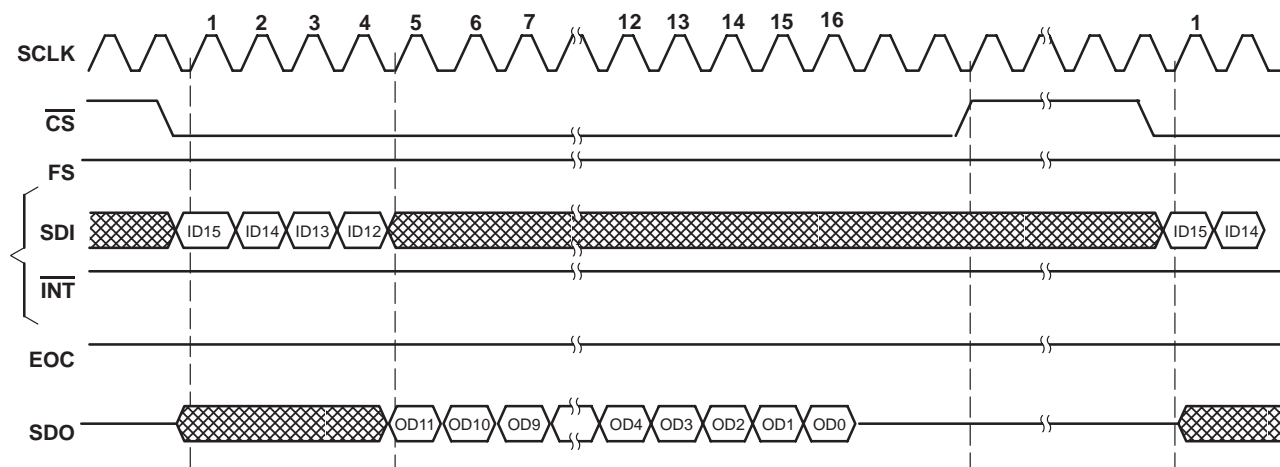 1 2 3 4 5 6 7 12 13 14 15 16 1
SCLK
CS
FS
SDI ID15 ID14 ID13 ID12 ID15 ID14
INT
EOC
SDO OD11 OD10 OD9 OD4 OD3 OD2 OD1 OD0